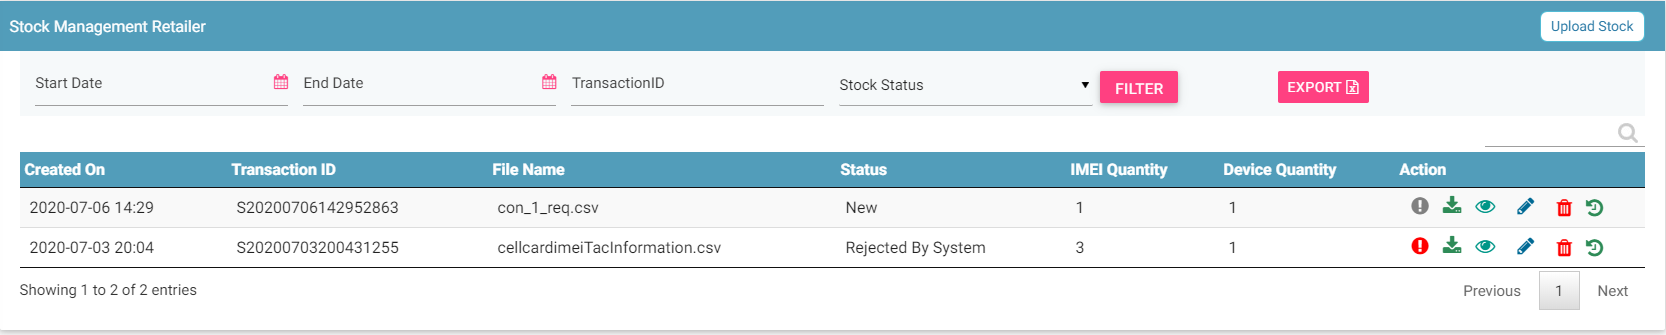 Stock Management Retailer Upload Stock
Start Date End Date TransactionID Stock Status FILTER EXPORT
Created On Transaction ID File Name Status IMEI Quantity Device Quantity Action
2020-07-06 14:29 S20200706142952863 con_1_req.csv New 1 1
2020-07-03 20:04 S20200703200431255 cellcardimeiTacInformation.csv Rejected By System 3 1
Showing 1 to 2 of 2 entries Previous 1 Next